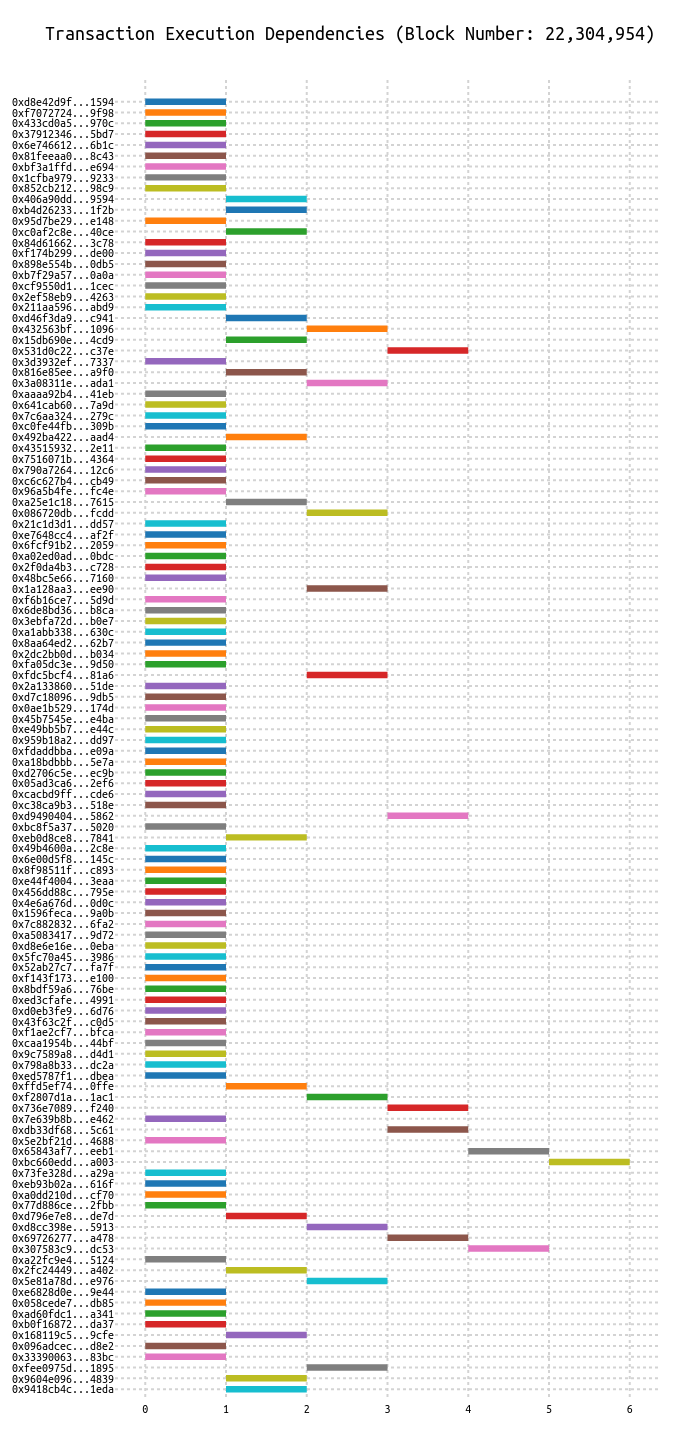 Transaction Execution Dependencies (Block Number: 22,304,954)
0xd8e42d9f...1594
0xf7072724...9f98
0x433cd0a5...970c
0x37912346...5bd7
0x6e746612...6b1c
0x81feeaa0...8c43
0xbf3a1ffd...e694
0x1cfba979...9233
0x852cb212...98c9
0x406a90dd...9594
0xb4d26233...1f2b
0x95d7be29...e148
0xc0af2c8e...40ce
0x84d61662...3c78
0xf174b299...de00
0x898e554b...0db5
0xb7f29a57...0a0a
0xcf9550d1...1cec
0x2ef58eb9...4263
0x211aa596...abd9
0xd46f3da9...c941
0x432563bf...1096
0x15db690e...4cd9
0x531d0c22...c37e
0x3d3932ef...7337
0x816e85ee...a9f0
0x3a08311e...ada1
0xaaaa92b4...41eb
0x641cab60...7a9d
0x7c6aa324...279c
0xc0fe44fb...309b
0x492ba422...aad4
0x43515932...2e11
0x7516071b...4364
0x790a7264...12c6
0xc6c627b4...cb49
0x96a5b4fe...fc4e
0xa25e1c18...7615
0x086720db...fcdd
0x21c1d3d1...dd57
0xe7648cc4...af2f
0x6fcf91b2...2059
0xa02ed0ad...0bdc
0x2f0da4b3...c728
0x48bc5e66...7160
0x1a128aa3...ee90
0xf6b16ce7...5d9d
0x6de8bd36...b8ca
0x3ebfa72d...b0e7
0xa1abb338...630c
0x8aa64ed2...62b7
0x2dc2bb0d...b034
0xfa05dc3e...9d50
0xfdc5bcf4...81a6
0x2a133860...51de
0xd7c18096...9db5
0x0ae1b529...174d
0x45b7545e...e4ba
0xe49bb5b7...e44c
0x959b18a2...dd97
0xfdaddbba...e09a
0xa18bdbbb...5e7a
0xd2706c5e...ec9b
0x05ad3ca6...2ef6
0xcacbd9ff...cde6
0xc38ca9b3...518e
0xd9490404...5862
0xbc8f5a37...5020
0xeb0d8ce8...7841
0x49b4600a...2c8e
0x6e00d5f8...145c
0x8f98511f...c893
0xe44f4004...3eaa
0x456dd88c...795e
0x4e6a676d...0d0c
0x1596feca...9a0b
0x7c882832...6fa2
0xa5083417...9d72
0xd8e6e16e...0eba
0x5fc70a45...3986
0x52ab27c7...fa7f
0xf143f173...e100
0x8bdf59a6...76be
0xed3cfafe...4991
0xd0eb3fe9...6d76
0x43f63c2f...c0d5
0xf1ae2cf7...bfca
0xcaa1954b...44bf
0x9c7589a8...d4d1
0x798a8b33...dc2a
0xed5787f1...dbea
0xffd5ef74...0ffe
0xf2807d1a...1ac1
0x736e7089...f240
0x7e639b8b...e462
0xdb33df68...5c61
0x5e2bf21d...4688
0x65843af7...eeb1
0xbc660edd...a003
0x73fe328d...a29a
0xeb93b02a...616f
0xa0dd210d...cf70
0x77d886ce...2fbb
0xd796e7e8...de7d
0xd8cc398e...5913
0x69726277...a478
0x307583c9...dc53
0xa22fc9e4...5124
0x2fc24449...a402
0x5e81a78d...e976
0xe6828d0e...9e44
0x058cede7...db85
0xad60fdc1...a341
0xb0f16872...da37
0x168119c5...9cfe
0x096adcec...d8e2
0x33390063...83bc
0xfee0975d...1895
0x9604e096...4839
0x9418cb4c...1eda
0 1 2 3 4 5 6